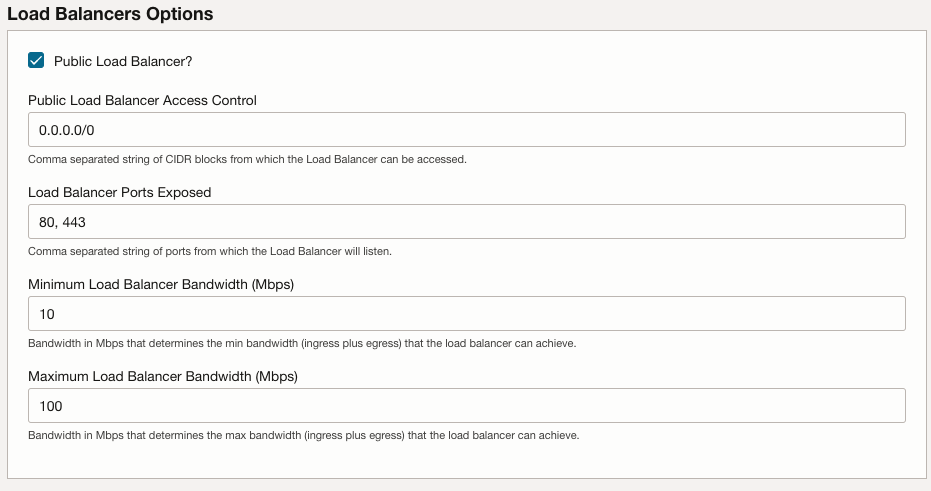 Load Balancers Options
Public Load Balancer?
Public Load Balancer Access Control
0.0.0.0/0
Comma separated string of CIDR blocks from which the Load Balancer can be accessed.
Load Balancer Ports Exposed
80, 443
Comma separated string of ports from which the Load Balancer will listen.
Minimum Load Balancer Bandwidth (Mbps)
10
Bandwidth in Mbps that determines the min bandwidth (ingress plus egress) that the load balancer can achieve.
Maximum Load Balancer Bandwidth (Mbps)
100
Bandwidth in Mbps that determines the max bandwidth (ingress plus egress) that the load balancer can achieve.